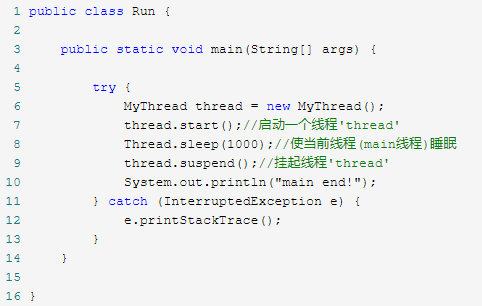 1 public class Run {
2
3     public static void main(String[] args) {
4
5         try {
6             MyThread thread = new MyThread();
7             thread.start();//启动一个线程'thread'
8             Thread.sleep(1000);//使当前线程(main线程)睡眠
9             thread.suspend();//挂起线程'thread'
10             System.out.println("main end!");
11         } catch (InterruptedException e) {
12             e.printStackTrace();
13         }
14     }
15
16 }